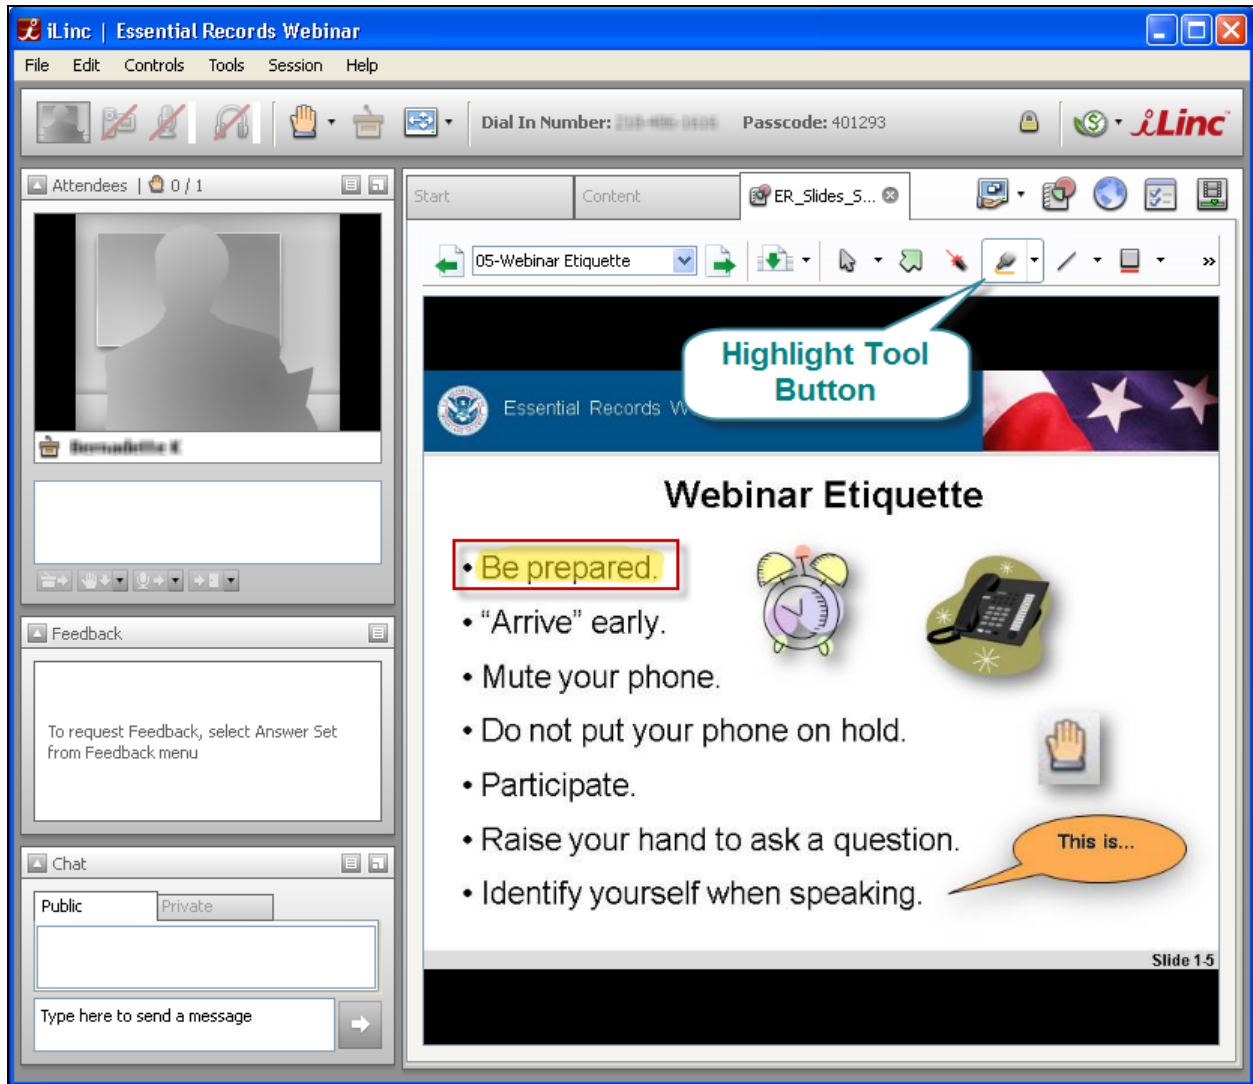 iLinc | Essential Records Webinar
File Edit Controls Tools Session Help
Dial In Number: Passcode: 401293
iLinc
Attendees | 0 / 1
Feedback
To request Feedback, select Answer Set
from Feedback menu
Chat
Public Private
Type here to send a message
Start Content ER_Slides_S...
05-Webinar Etiquette
Highlight Tool
Button
Essential Records W
Webinar Etiquette
• Be prepared.
• “Arrive” early.
• Mute your phone.
• Do not put your phone on hold.
• Participate.
• Raise your hand to ask a question.
This is...
• Identify yourself when speaking.
Slide 1-5